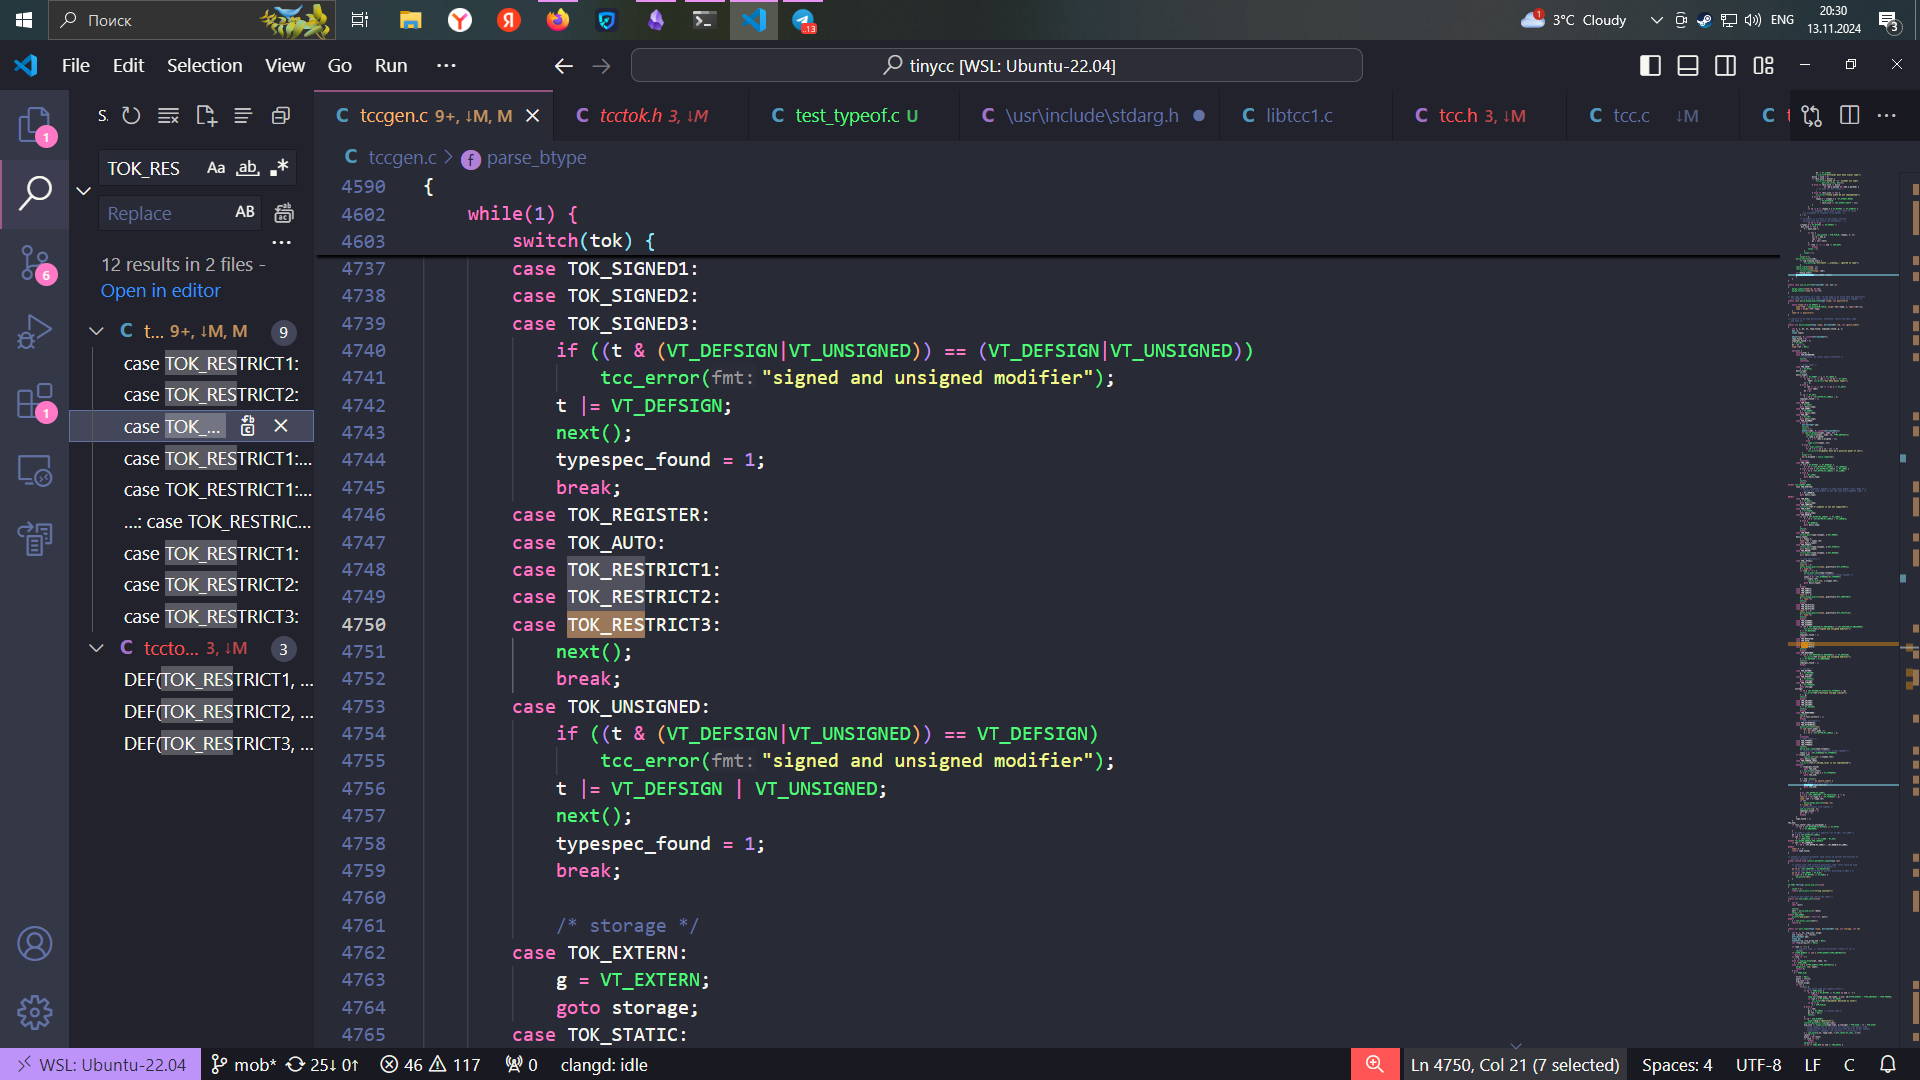 Поиск
13
1
3°C Cloudy
ENG
20:30
13.11.2024
3
File Edit Selection View Go Run ···
tinycc [WSL: Ubuntu-22.04]
S.
tccgen.c 9+, ↓M, M
tcctok.h 3, ↓M
test_typeof.c U
\usr\include\stdarg.h
libtcc1.c
tcc.h 3, ↓M
tcc.c ↓M
tccgen.c > parse_btype
1
6
1
TOK_RES
Aa ab .*
Replace
AB
12 results in 2 files -
Open in editor
t... 9+, ↓M, M 9
case TOK_RESTRICT1:
case TOK_RESTRICT2:
case TOK_...
case TOK_RESTRICT1:...
case TOK_RESTRICT1:...
...: case TOK_RESTRIC...
case TOK_RESTRICT1:
case TOK_RESTRICT2:
case TOK_RESTRICT3:
tccto... 3, ↓M 3
DEF(TOK_RESTRICT1, ...
DEF(TOK_RESTRICT2, ...
DEF(TOK_RESTRICT3, ...
4590 {
4602 while(1) {
4603 switch(tok) {
4737 case TOK_SIGNED1:
4738 case TOK_SIGNED2:
4739 case TOK_SIGNED3:
4740 if ((t & (VT_DEFSIGN|VT_UNSIGNED)) == (VT_DEFSIGN|VT_UNSIGNED))
4741 tcc_error(fmt: "signed and unsigned modifier");
4742 t |= VT_DEFSIGN;
4743 next();
4744 typespec_found = 1;
4745 break;
4746 case TOK_REGISTER:
4747 case TOK_AUTO:
4748 case TOK_RESTRICT1:
4749 case TOK_RESTRICT2:
4750 case TOK_RESTRICT3:
4751 next();
4752 break;
4753 case TOK_UNSIGNED:
4754 if ((t & (VT_DEFSIGN|VT_UNSIGNED)) == VT_DEFSIGN)
4755 tcc_error(fmt: "signed and unsigned modifier");
4756 t |= VT_DEFSIGN | VT_UNSIGNED;
4757 next();
4758 typespec_found = 1;
4759 break;
4760
4761 /* storage */
4762 case TOK_EXTERN:
4763 g = VT_EXTERN;
4764 goto storage;
4765 case TOK_STATIC:
WSL: Ubuntu-22.04
mob* 25↓ 0↑
46 117
0
clangd: idle
Ln 4750, Col 21 (7 selected)
Spaces: 4
UTF-8
LF
C